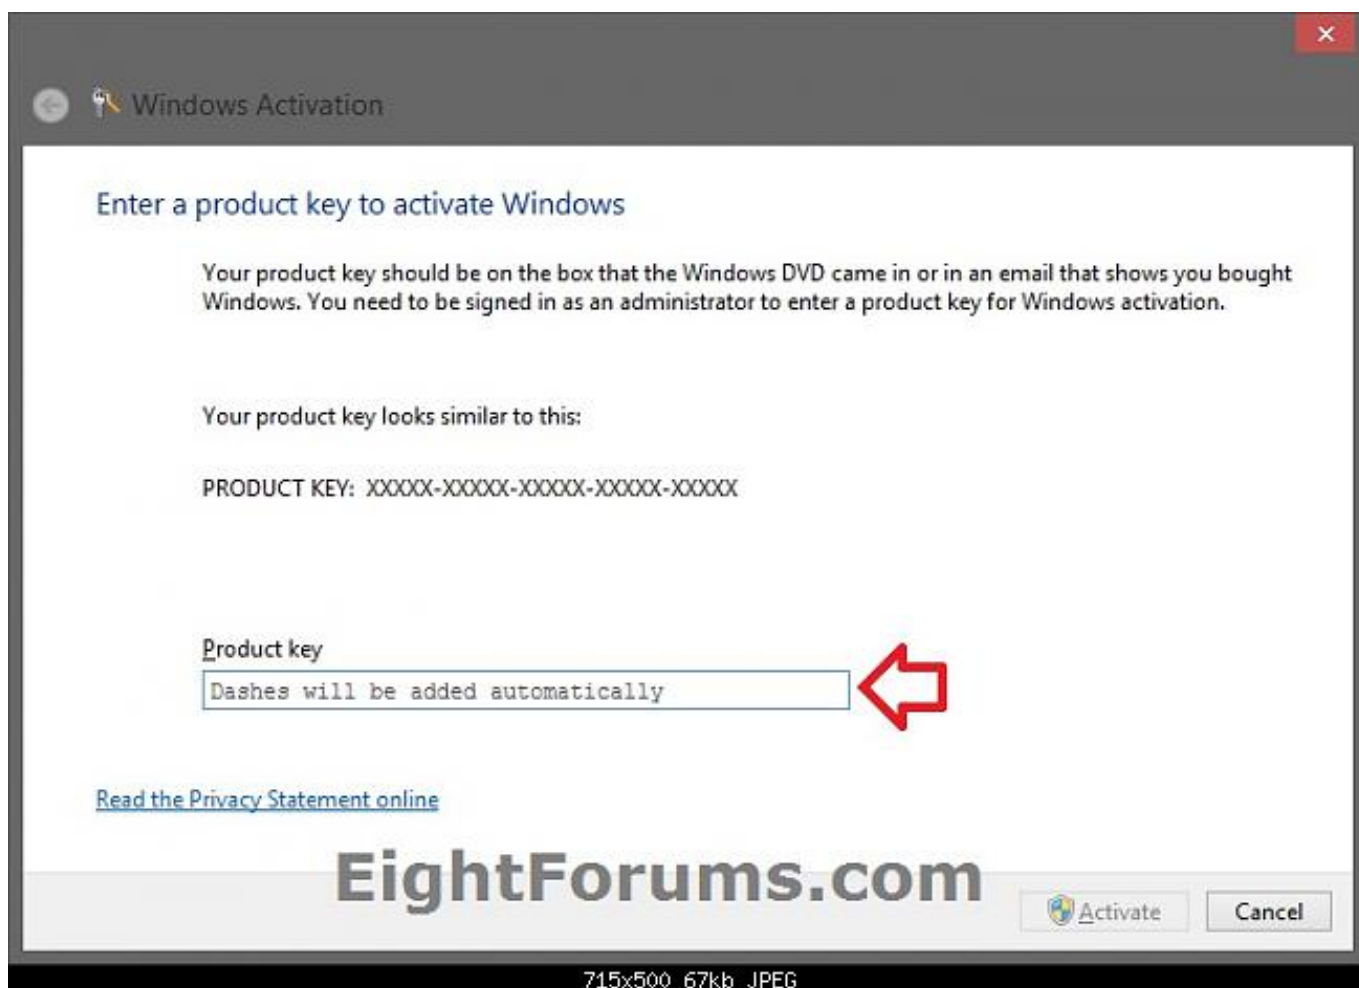 Windows Activation
Enter a product key to activate Windows
Your product key should be on the box that the Windows DVD came in or in an email that shows you bought
Windows. You need to be signed in as an administrator to enter a product key for Windows activation.
Your product key looks similar to this:
PRODUCT KEY: XXXXX-XXXXX-XXXXX-XXXXX-XXXXX
Product key
Dashes will be added automatically
Read the Privacy Statement online
EightForums.com
Activate
Cancel
715x500 67kb JPEG